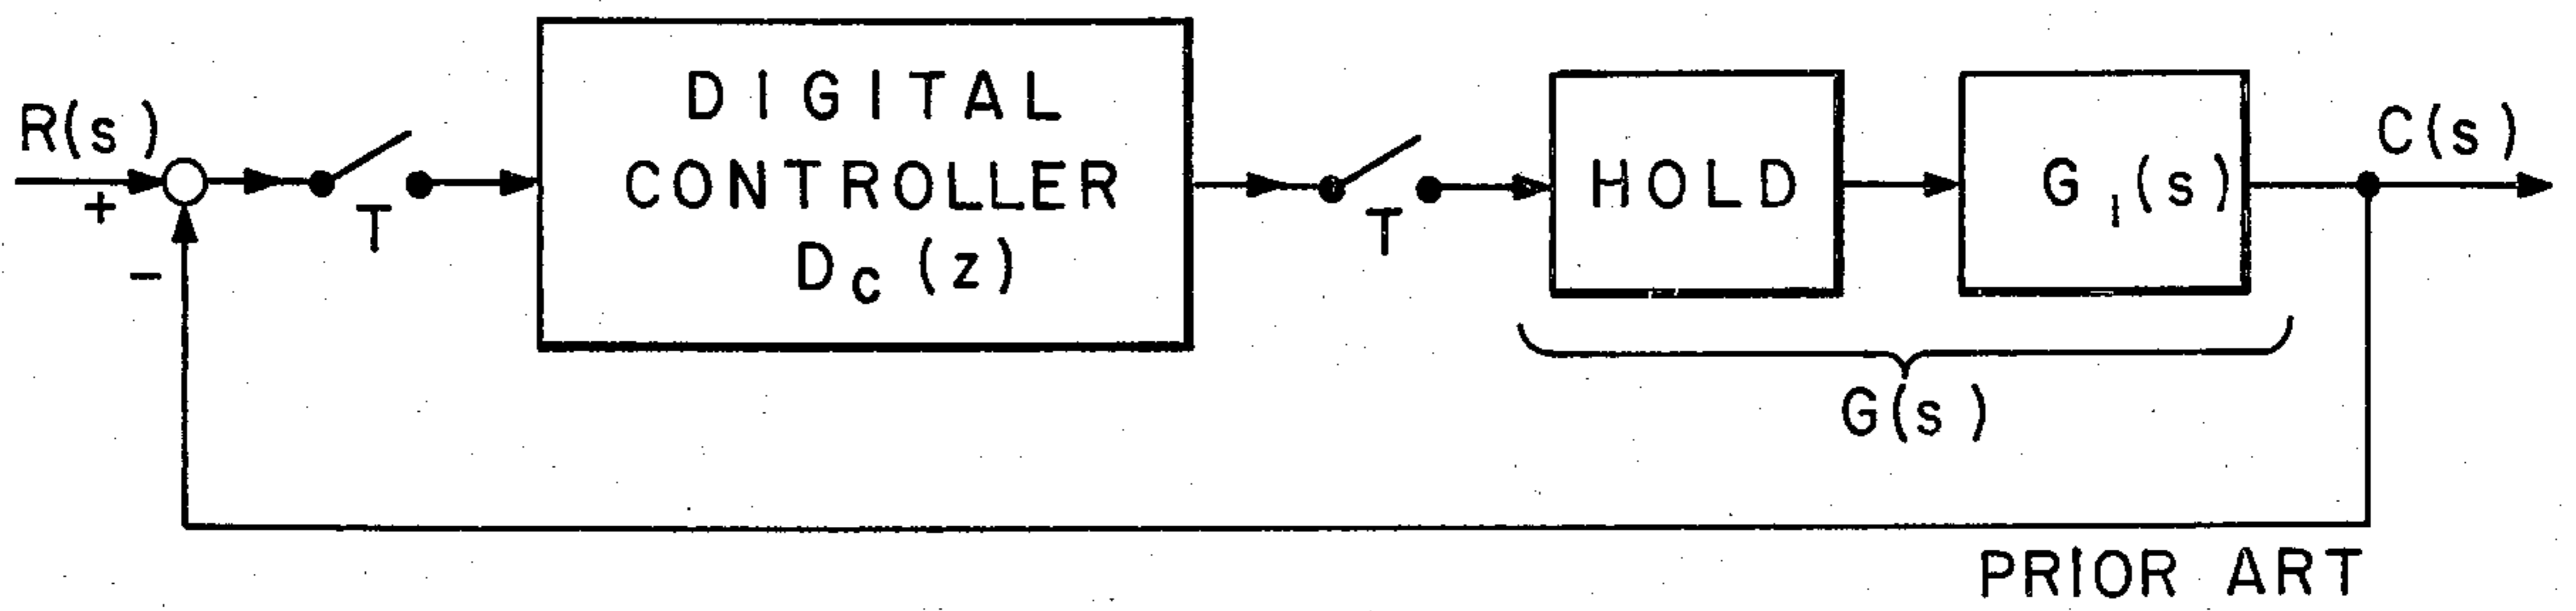 R(s)
+
−
T
DIGITAL
CONTROLLER
Dc(z)
T
HOLD
G1(s)
C(s)
G(s)
PRIOR ART